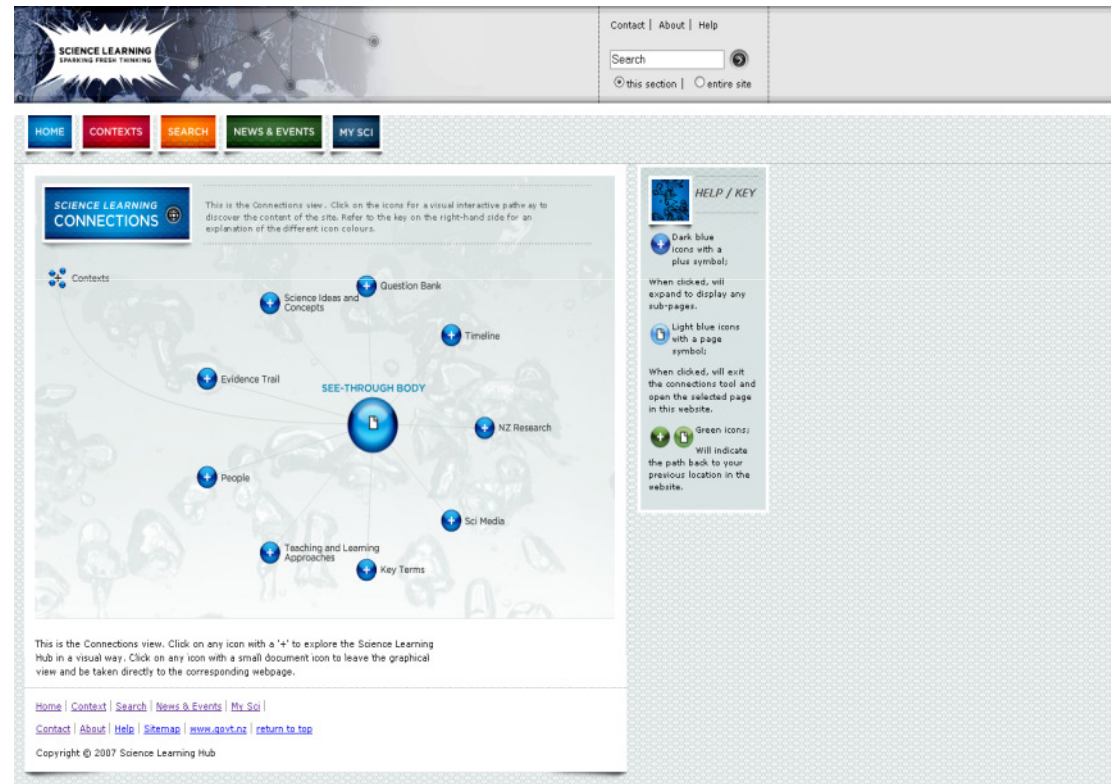 SCIENCE LEARNING
SPARKING FRESH THINKING
Contact | About | Help
Search
this section | entire site
HOME
CONTEXTS
SEARCH
NEWS & EVENTS
MY SCI
SCIENCE LEARNING
CONNECTIONS
This is the Connections view. Click on the icons for a visual interactive pathw ay to
discover the content of the site. Refer to the key on the right-hand side for an
explanation of the different icon colours.
Contexts
Question Bank
Science Ideas and
Concepts
Timeline
Evidence Trail
SEE-THROUGH BODY
NZ Research
People
Sci Media
Teaching and Learning
Approaches
Key Terms
HELP / KEY
Dark blue
icons with a
plus symbol;
When clicked, will
expand to display any
sub-pages.
Light blue icons
with a page
symbol;
When clicked, will exit
the connections tool and
open the selected page
in this website.
Green icons;
Will indicate
the path back to your
previous location in the
website.
This is the Connections view. Click on any icon with a '+' to explore the Science Learning
Hub in a visual way. Click on any icon with a small document icon to leave the graphical
view and be taken directly to the corresponding webpage.
Home | Context | Search | News & Events | My Sci |
Contact | About | Help | Sitemap | www.govt.nz | return to top
Copyright © 2007 Science Learning Hub